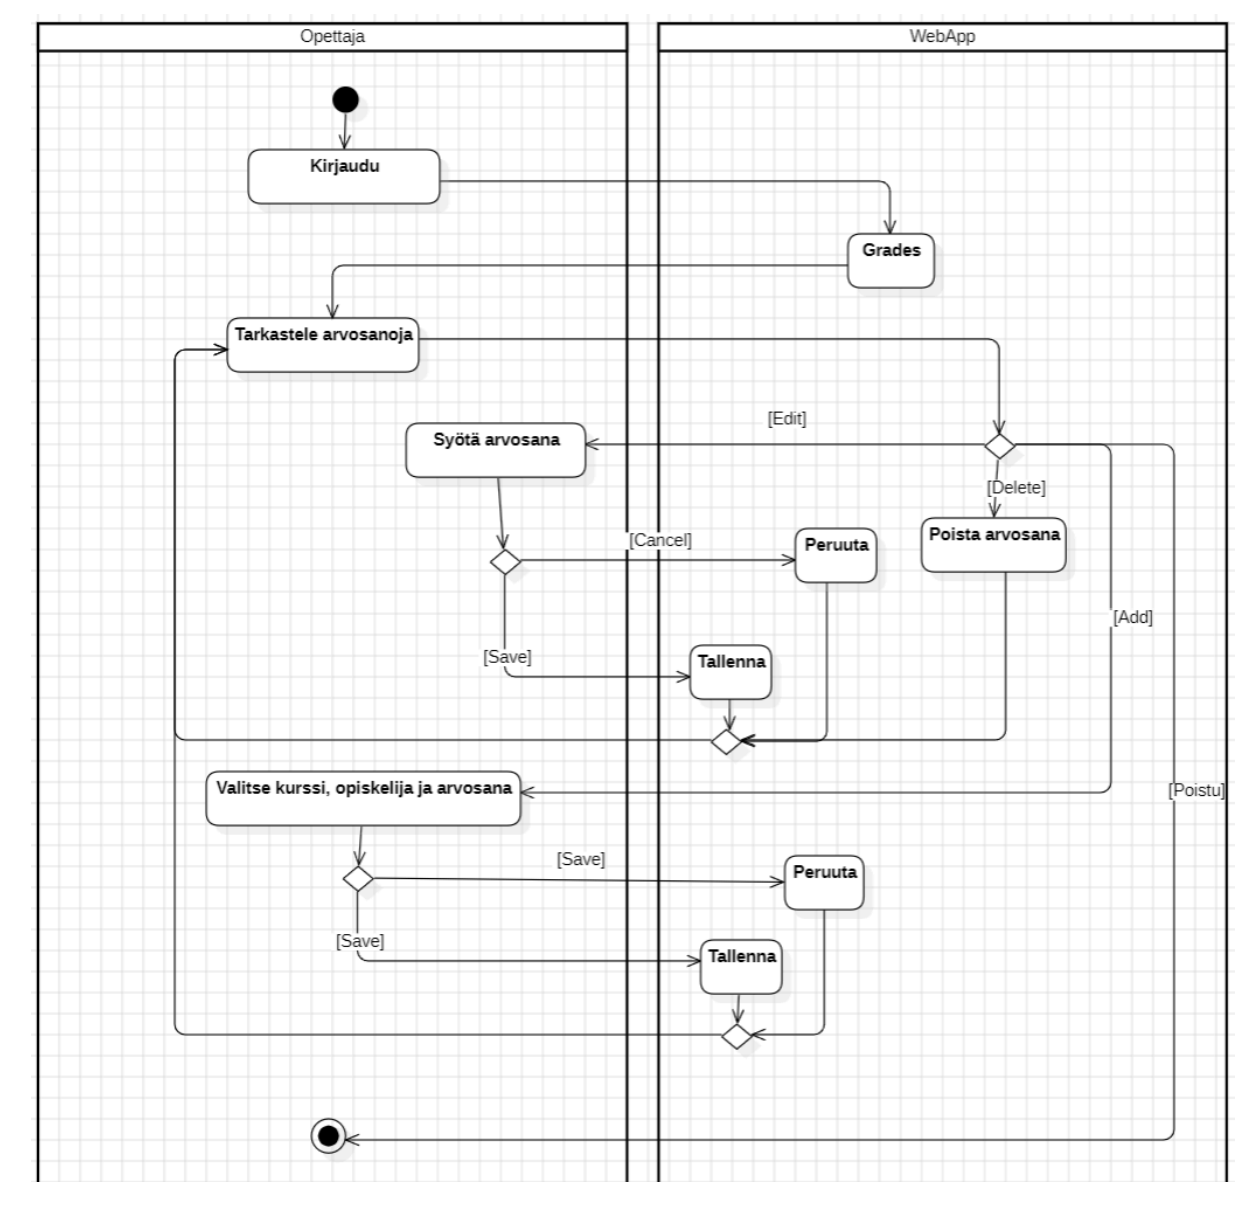 Opettaja
WebApp
Kirjaudu
Grades
Tarkastele arvosanoja
[Edit]
Syötä arvosana
[Delete]
Poista arvosana
[Cancel]
Peruuta
[Add]
[Save]
Tallenna
Valitse kurssi, opiskelija ja arvosana
[Poistu]
[Save]
Peruuta
[Save]
Tallenna